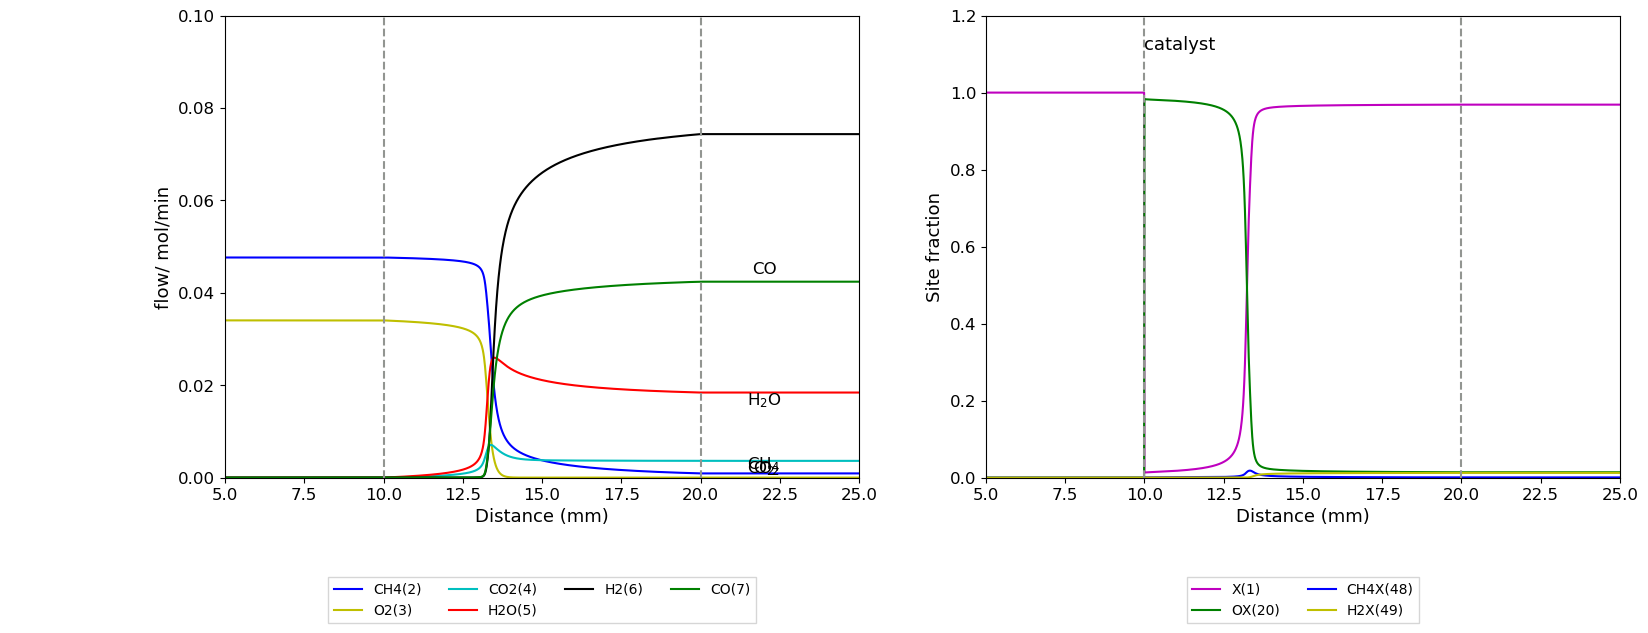 0.10
0.08
0.06
0.04
0.02
0.00
flow/ mol/min
CO
H₂O
5.0 7.5 10.0 12.5 15.0 17.5 20.0 22.5 25.0
Distance (mm)
CH4(2) CO2(4) H2(6) CO(7)
O2(3) H2O(5)
1.2
1.0
0.8
0.6
0.4
0.2
0.0
Site fraction
catalyst
5.0 7.5 10.0 12.5 15.0 17.5 20.0 22.5 25.0
Distance (mm)
X(1) CH4X(48)
OX(20) H2X(49)